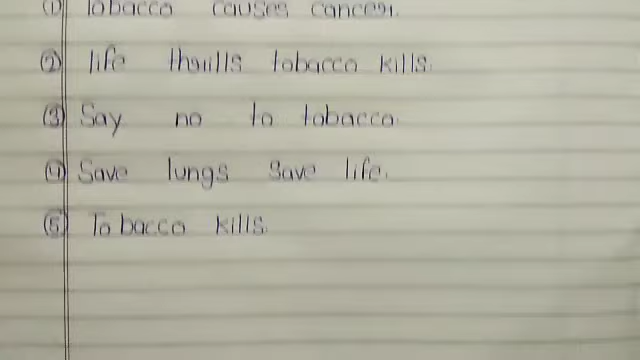 ① Tobacco causes cancer.
② life thrills tobacco kills.
③ Say no to tobacco.
④ Save lungs save life.
⑤ Tobacco kills.